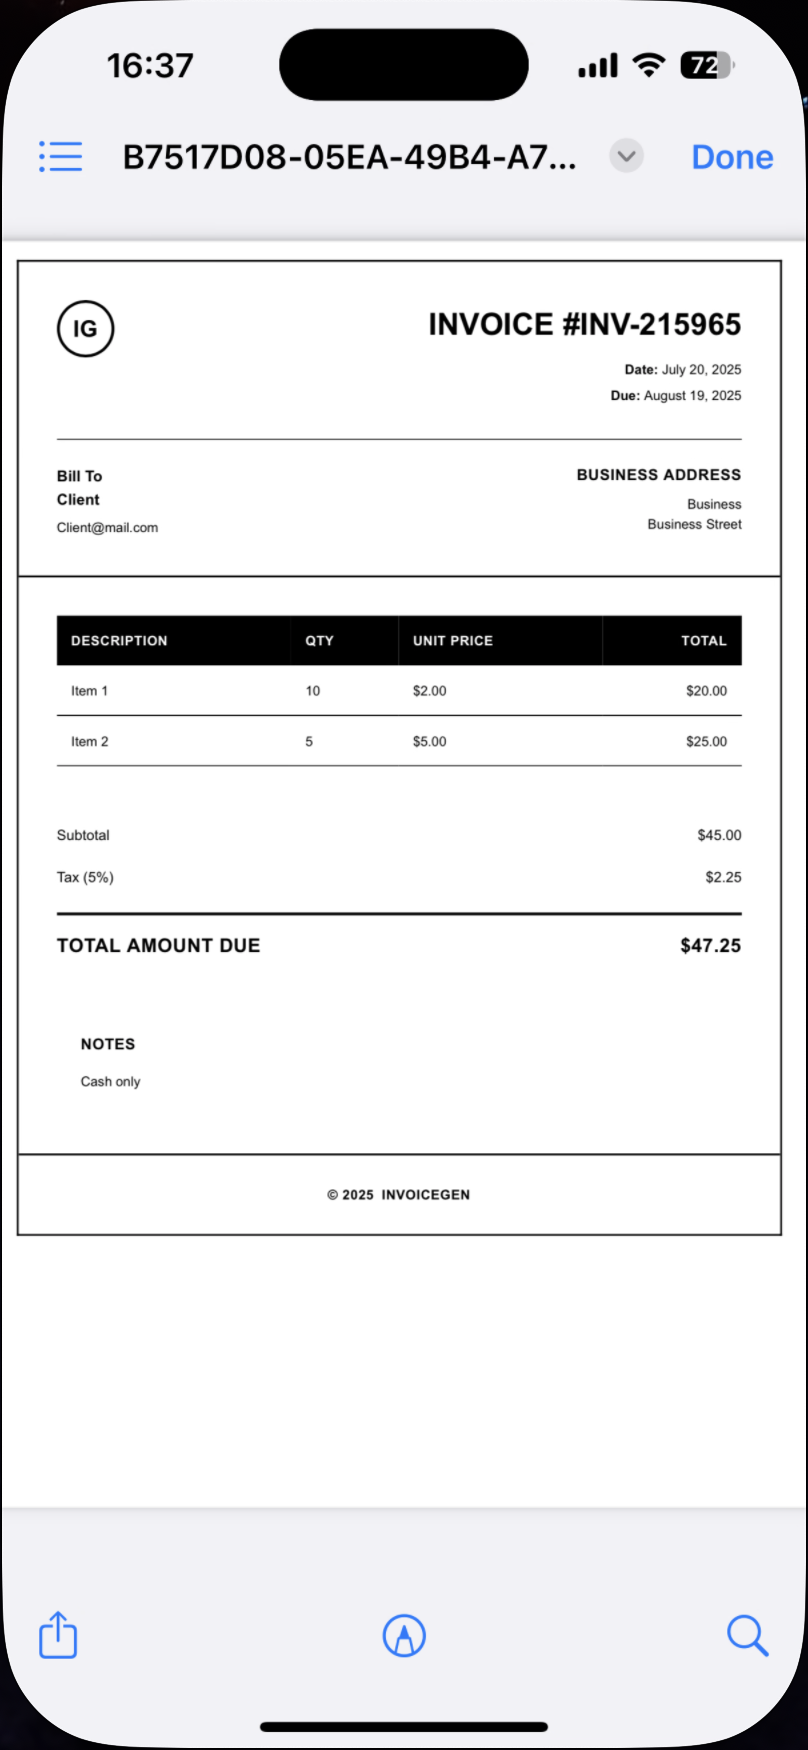 16:37
72
B7517D08-05EA-49B4-A7...
Done
IG
INVOICE #INV-215965
Date: July 20, 2025
Due: August 19, 2025
Bill To
Client
Client@mail.com
BUSINESS ADDRESS
Business
Business Street
DESCRIPTION QTY UNIT PRICE TOTAL
Item 1 10 $2.00 $20.00
Item 2 5 $5.00 $25.00
Subtotal $45.00
Tax (5%) $2.25
TOTAL AMOUNT DUE $47.25
NOTES
Cash only
© 2025 INVOICEGEN